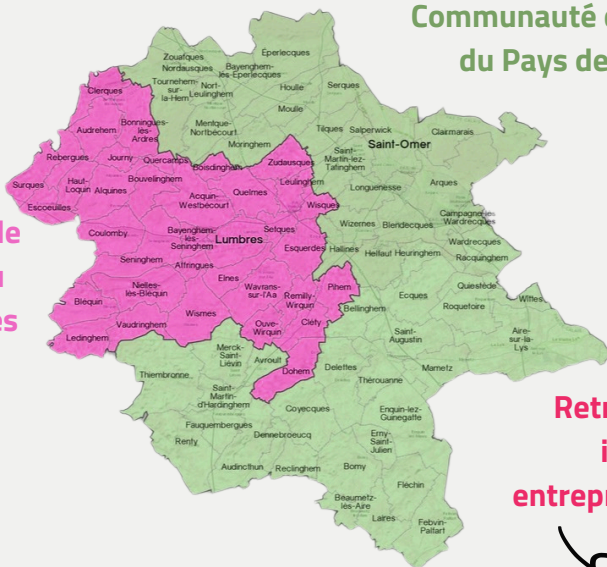 Communauté
du Pays de
Éperlecques
Zouafques
Nordausques
Bayenghem-
lès-Éperlecques
Tournehem-
sur-
la-Hem
Nort-
Leulinghem
Houlle
Serques
Clerques
Moulle
Mentque-
Nortbécourt
Tilques
Salperwick
Clairmarais
Bonningues-
lès-
Ardres
Audrehem
Moringhem
Saint-Omer
Saint-
Martin-lez-
Tatinghem
Rebergues
Journy
Quercamps
Boisdinghem
Zudausques
Leulinghem
Longuenesse
Arques
Surques
Haut-
Loquin
Alquines
Bouvelinghem
Quelmes
Escoeuilles
Acquin-
Westbécourt
Wisques
Campagne-les
Wardrecques
Coulomby
Bayenghem-
les-
Seninghem
Lumbres
Setques
Wizernes
Blendecques
Wardrecques
Esquerdes
Hallines
Helfaut
Heuringhem
Racquinghem
Seninghem
Affringues
Elnes
Nielles-
lès-Bléquin
Wavrans-
sur-l'Aa
Remilly-
Wirquin
Pihem
Quiestède
Ecques
Wittes
Roquetoire
Bléquin
Wismes
Bellinghem
Vaudringhem
Ouve-
Wirquin
Cléty
Saint-
Augustin
Aire-
sur-la-
Lys
Ledinghem
Merck-
Saint-
Liévin
Avroult
Dohem
Delettes
Mametz
Thiembronne
Thérouanne
Saint-
Martin-
d'Hardinghem
Coyecques
Enquin-lez-
Guinegatte
Fauquembergues
Dennebroeucq
Erny-
Saint-
Julien
Renty
Audincthun
Reclinghem
Bomy
Fléchin
Beaumetz-
lès-Aire
Laires
Febvin-
Palfart
de
es
Retr
entrepr